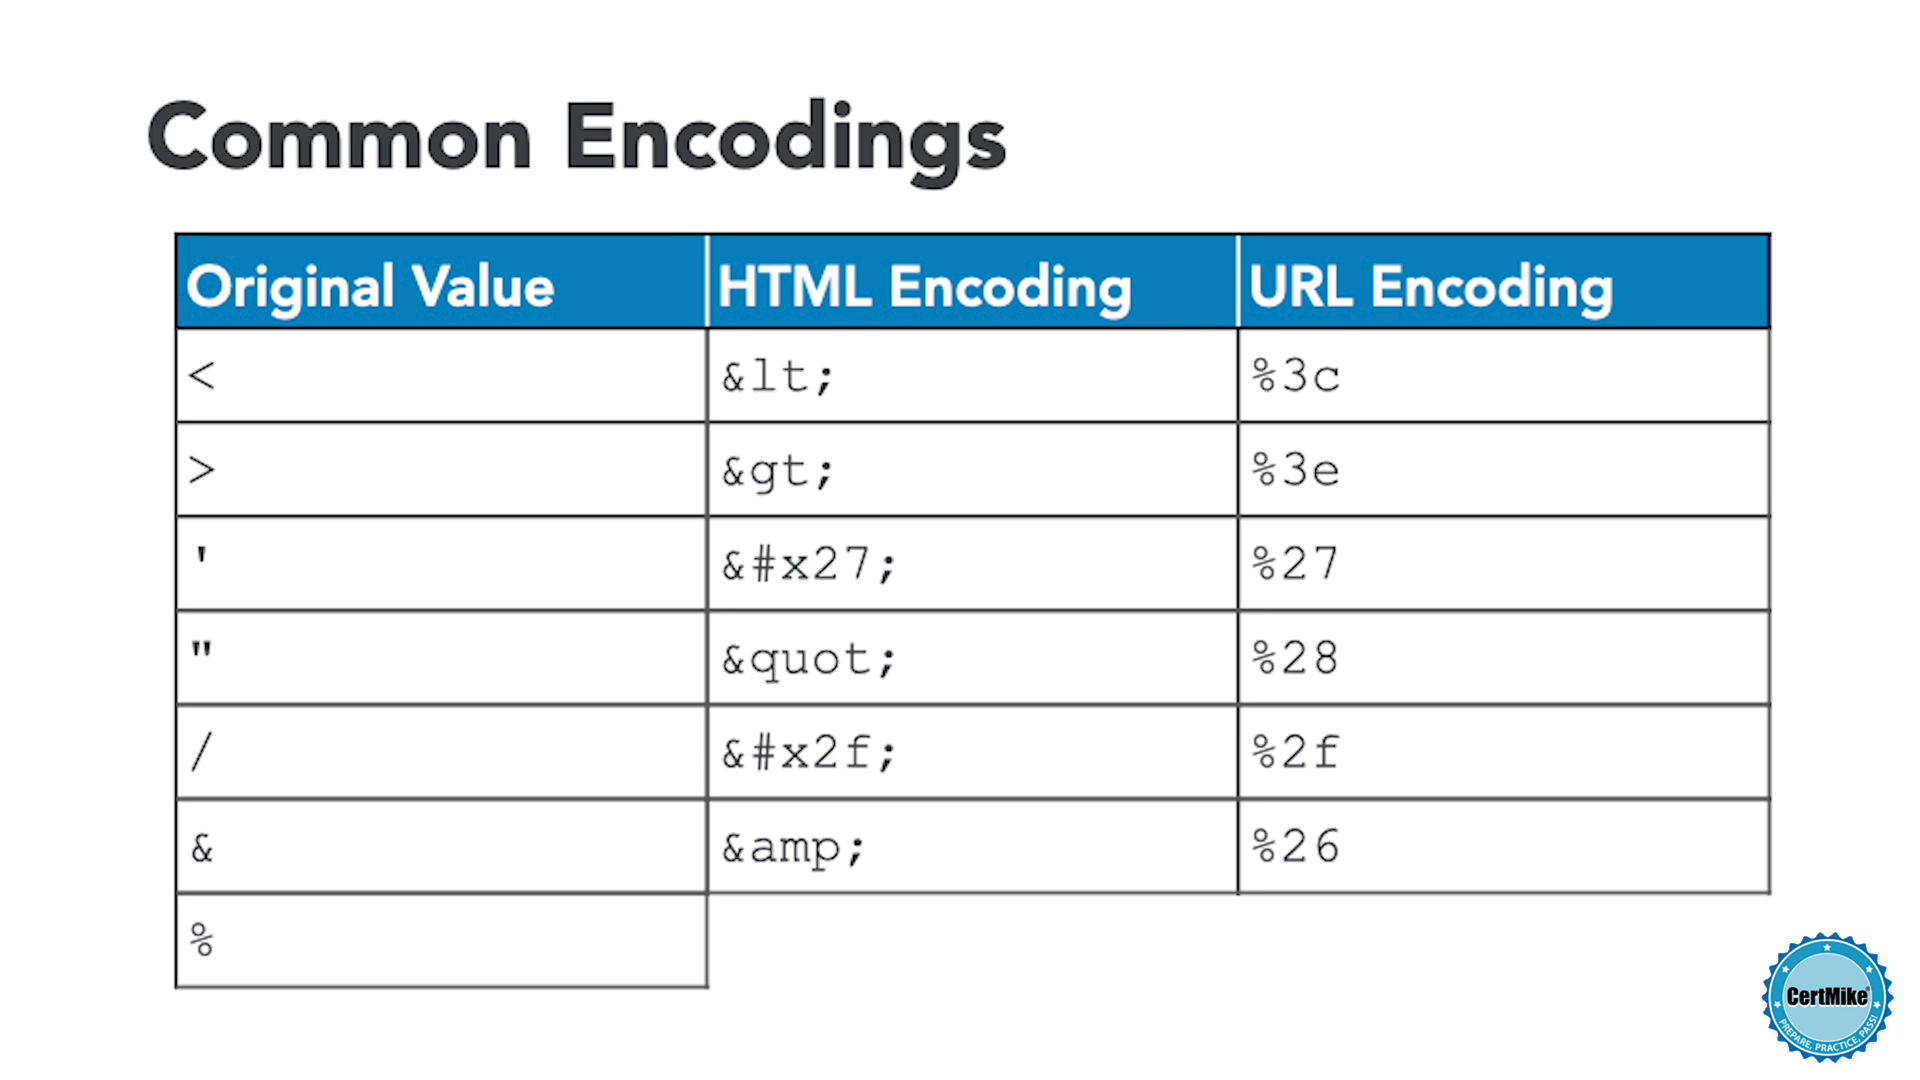 Common Encodings
Original Value HTML Encoding URL Encoding
< &lt; %3c
> &gt; %3e
' &#x27; %27
" &quot; %28
/ &#x2f; %2f
& &amp; %26
%
CertMike®
PREPARE, PRACTICE, PASS!